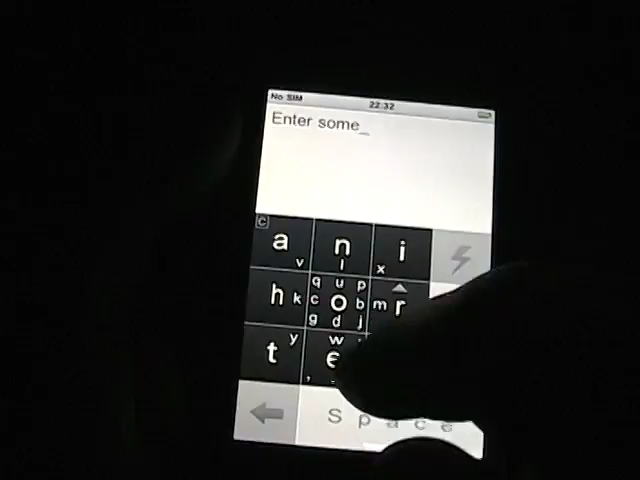 No SIM 22:32
Enter some_
C
a n i
v l x
q u p
h k c o b m r
g d j
t y w
e
,
Space